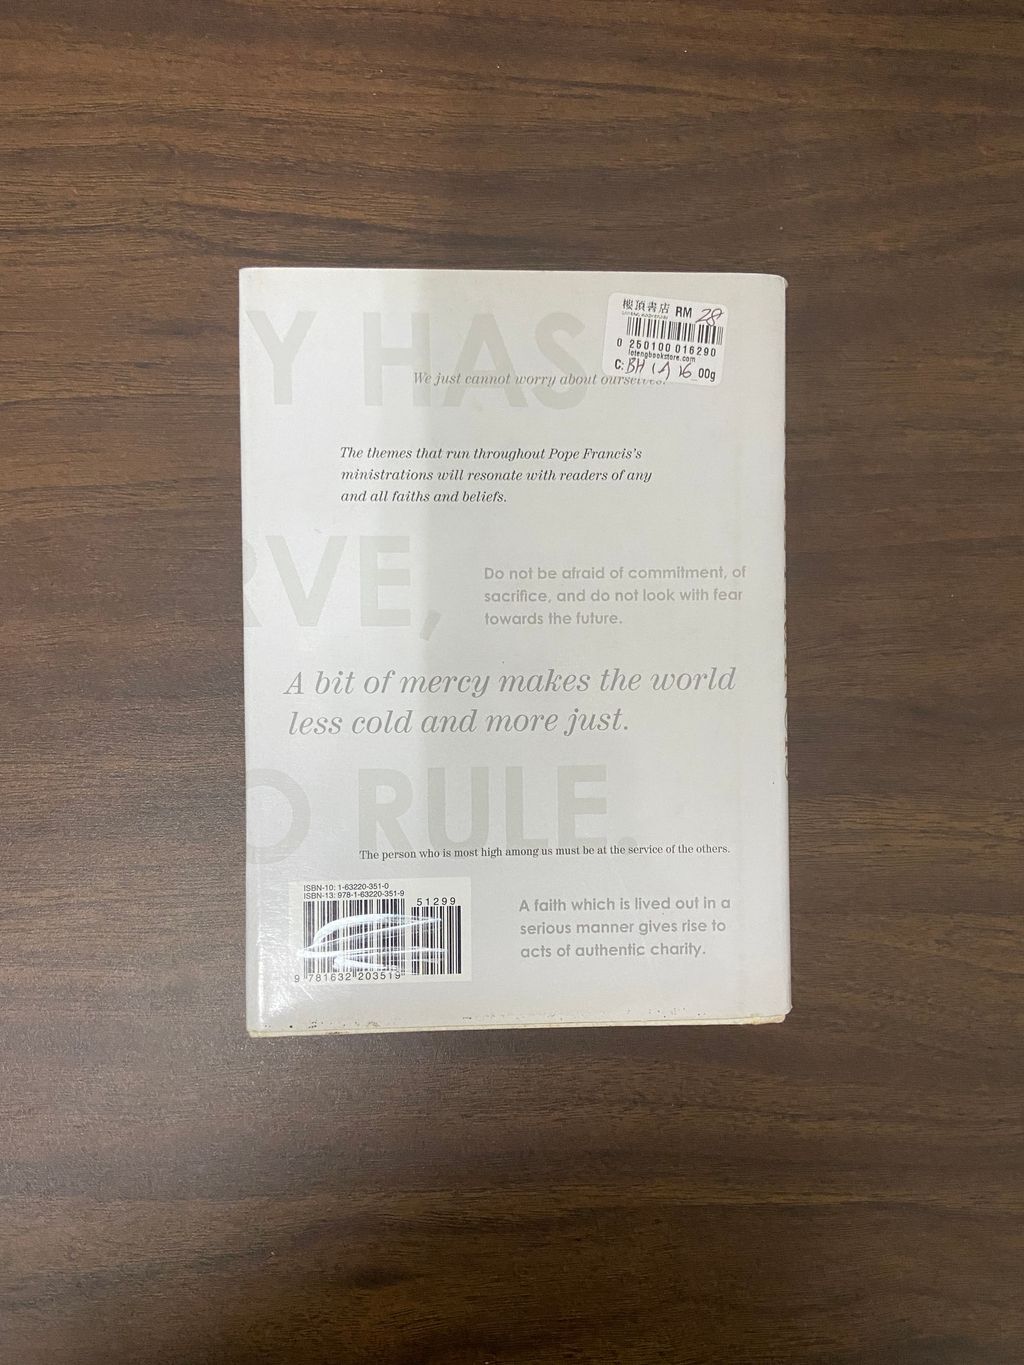 樓頂書店 RM 28
0 250100 016290
lotengbookstore.com
C: BH (A) 16 00g
Y HAS
We just cannot worry about ourselves.
The themes that run throughout Pope Francis's
ministrations will resonate with readers of any
and all faiths and beliefs.
RVE,
Do not be afraid of commitment, of
sacrifice, and do not look with fear
towards the future.
A bit of mercy makes the world
less cold and more just.
O RULE.
The person who is most high among us must be at the service of the others.
ISBN-10: 1-63220-351-0
ISBN-13: 978-1-63220-351-9
51299
9 781632 203519
A faith which is lived out in a
serious manner gives rise to
acts of authentic charity.